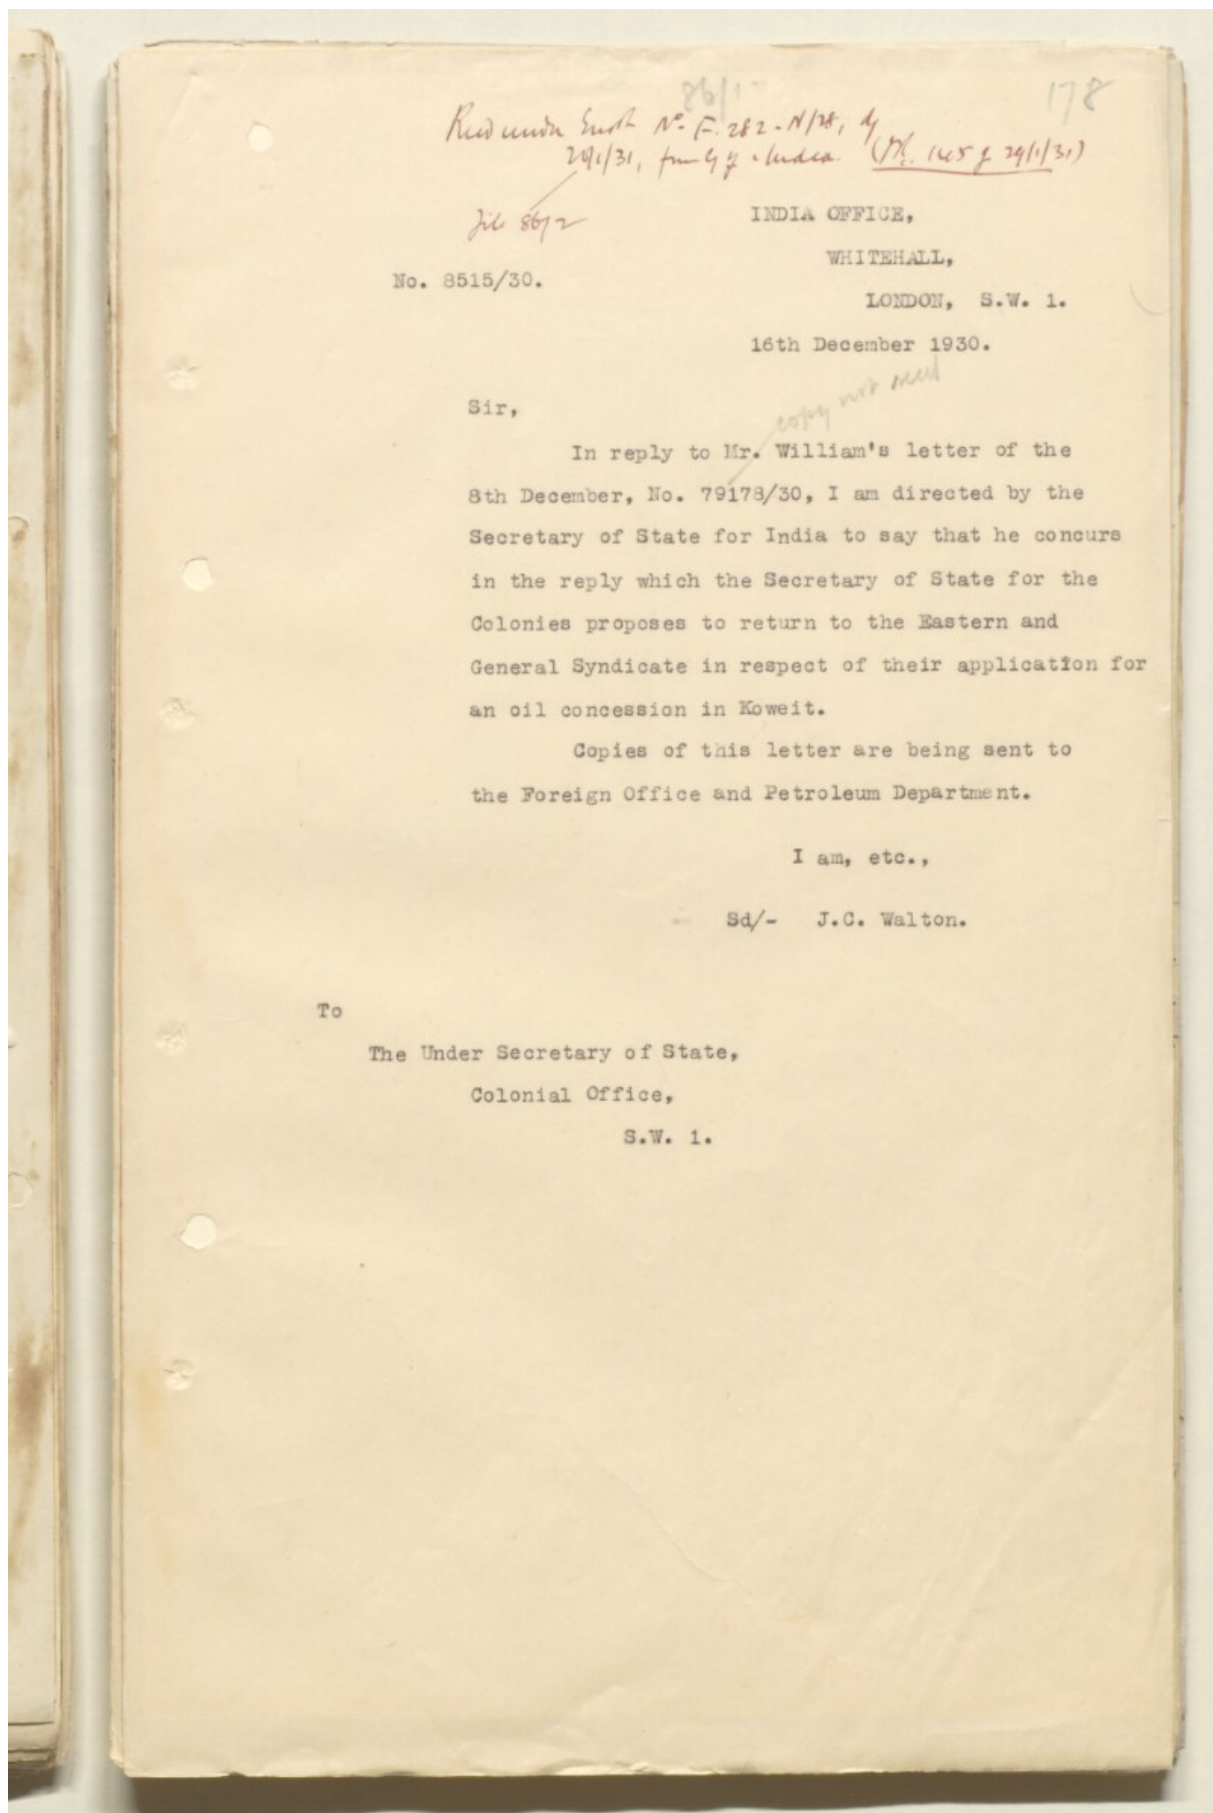 86/1
178
Recd under Endt No. F. 282-N/28, d/
20/1/31, from G of India. (Pl. 145 of 29/1/31)
File 86/2
INDIA OFFICE,
WHITEHALL,
No. 8515/30.
LONDON, S.W. 1.
16th December 1930.
copy not recd
Sir,
In reply to Mr. William's letter of the
8th December, No. 79178/30, I am directed by the
Secretary of State for India to say that he concurs
in the reply which the Secretary of State for the
Colonies proposes to return to the Eastern and
General Syndicate in respect of their application for
an oil concession in Koweit.
Copies of this letter are being sent to
the Foreign Office and Petroleum Department.
I am, etc.,
Sd/- J.C. Walton.
To
The Under Secretary of State,
Colonial Office,
S.W. 1.